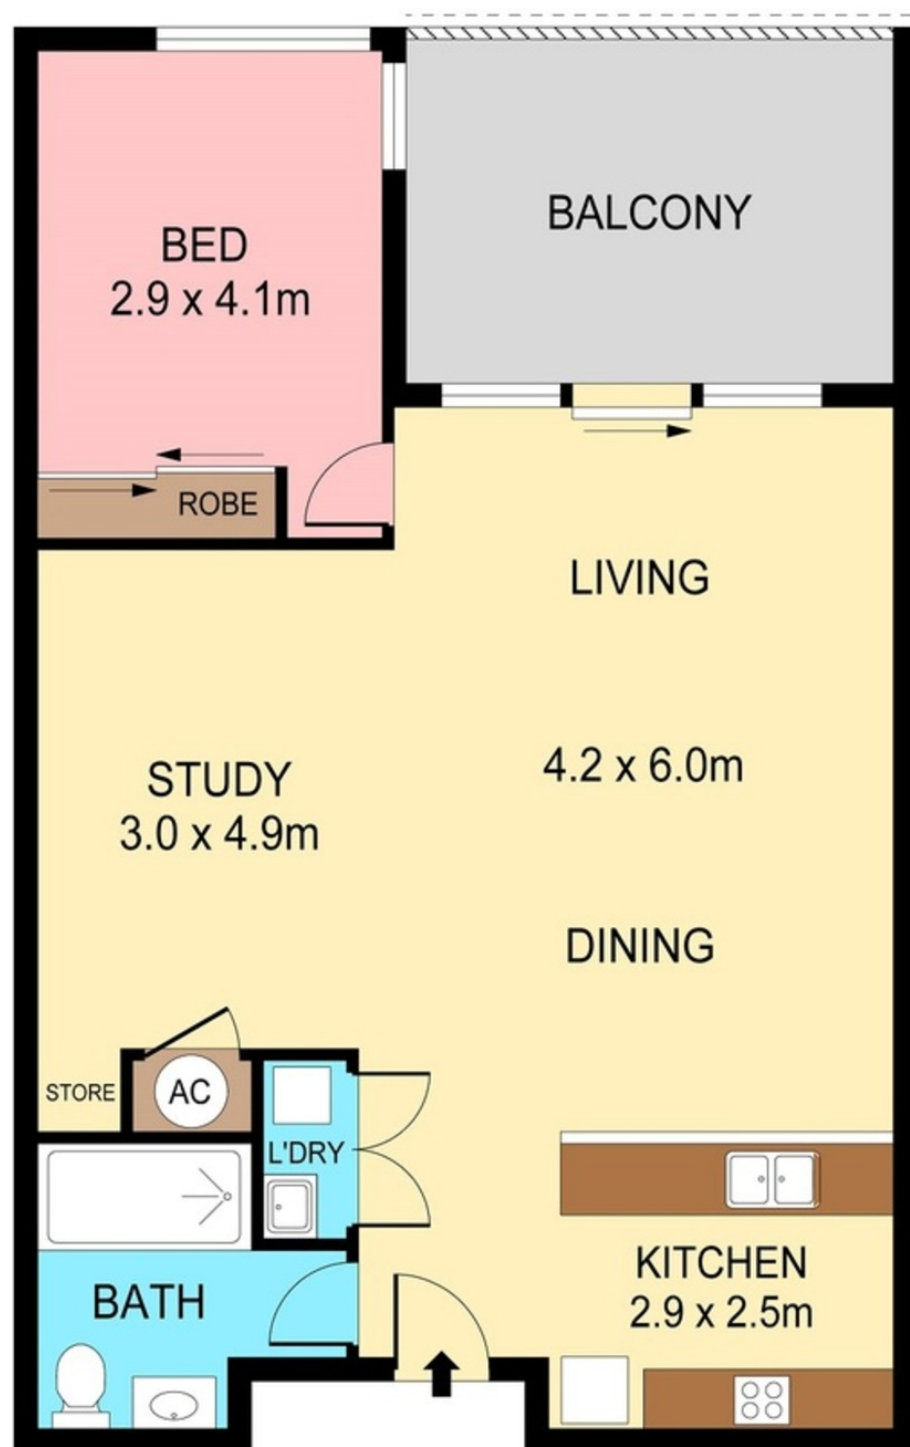 BED
2.9 x 4.1m
BALCONY
ROBE
LIVING
4.2 x 6.0m
STUDY
3.0 x 4.9m
DINING
STORE
AC
L'DRY
KITCHEN
2.9 x 2.5m
BATH